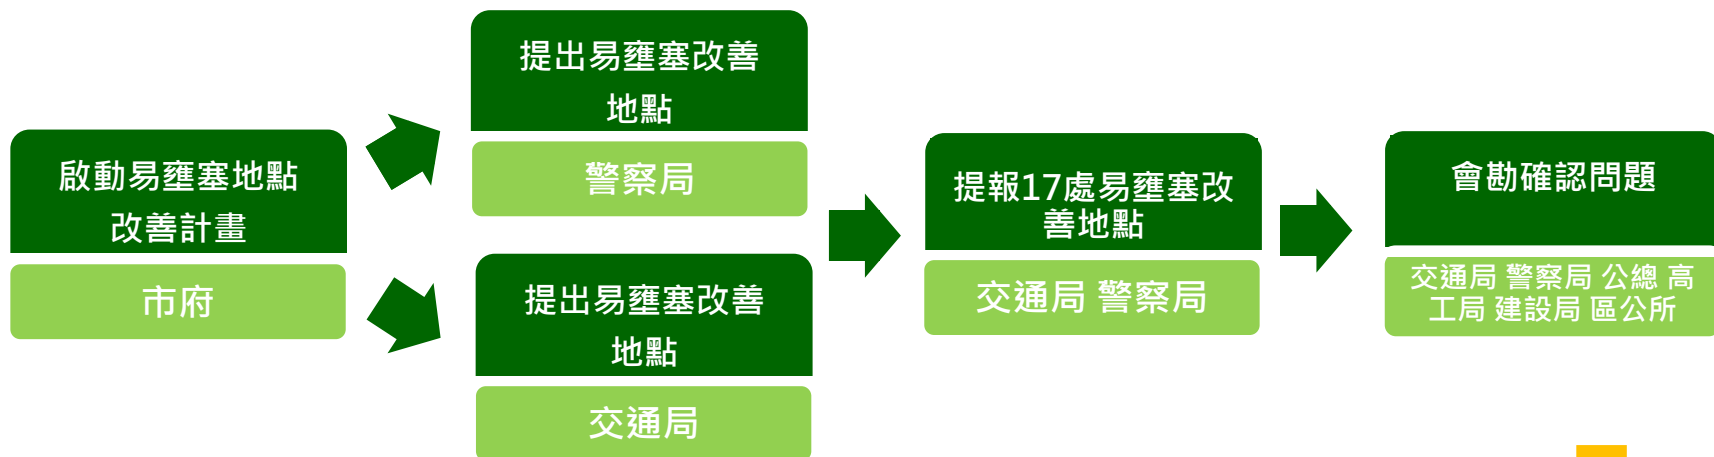 啟動易壅塞地點
改善計畫
市府
提出易壅塞改善
地點
警察局
提出易壅塞改善
地點
交通局
提報17處易壅塞改
善地點
交通局 警察局
會勘確認問題
交通局 警察局 公總 高
工局 建設局 區公所